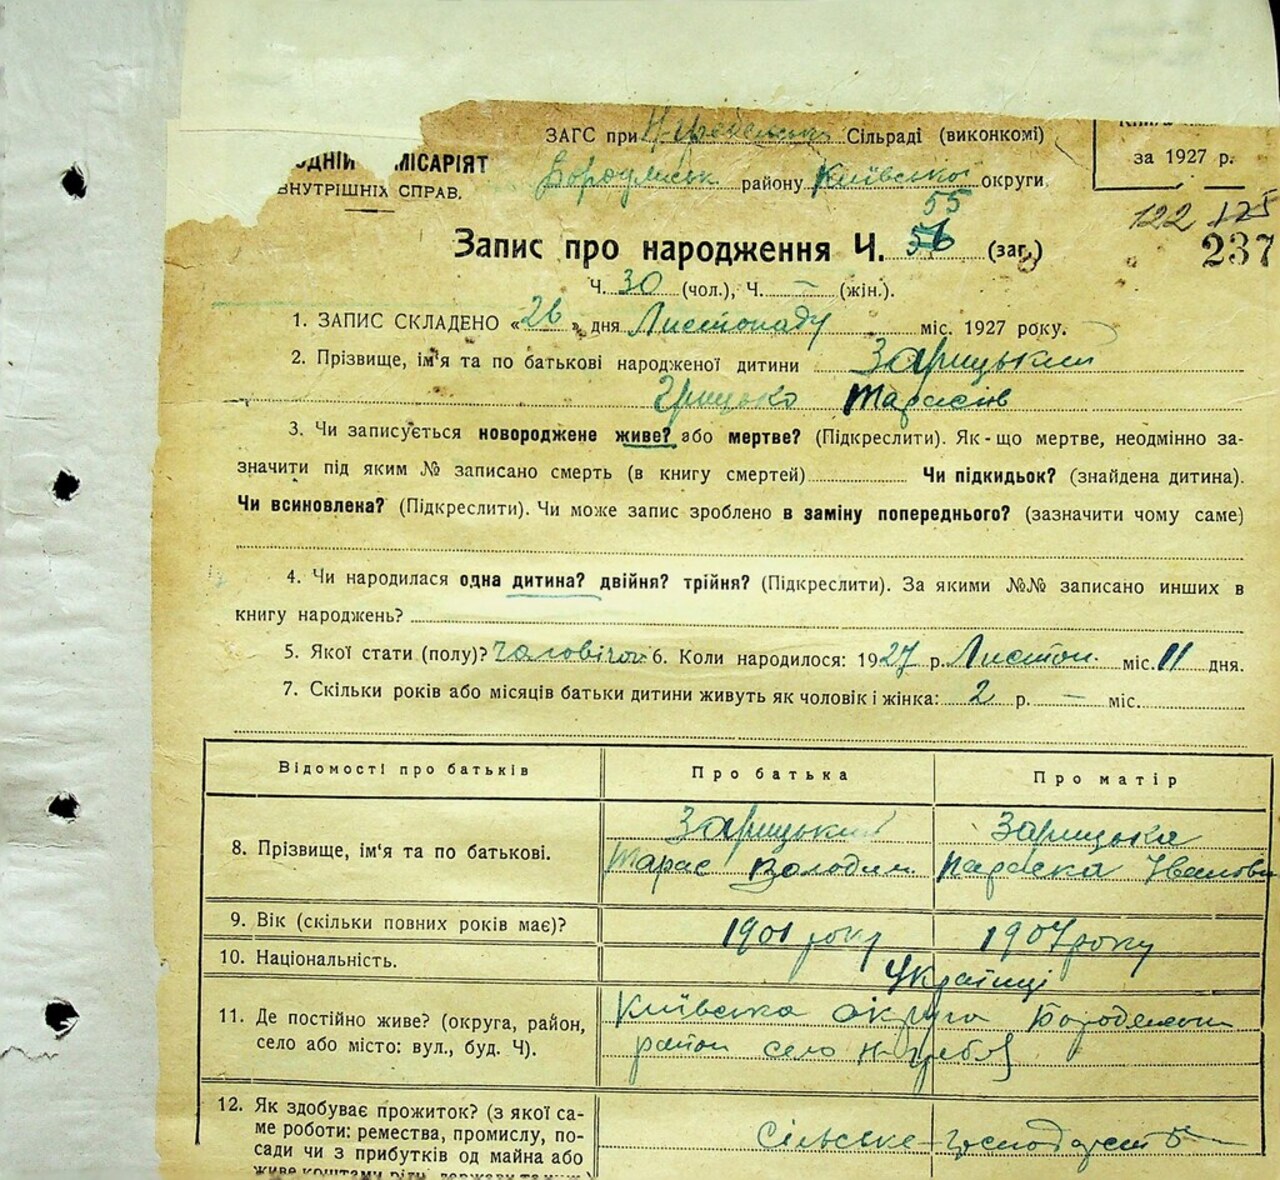 ЗАГС при Н-Гребельськ. Сільраді (виконкомі)
за 1927 р.
ОДНІЙ МІСАРІЯТ
ВНУТРІШНІХ СПРАВ.
Бородянськ району Київської округи
55
122 125
237
Запис про народження Ч. 56 (заг.)
Ч. 30 (чол.), Ч. — (жін.).
1. ЗАПИС СКЛАДЕНО «26» дня Листопаду міс. 1927 року.
2. Прізвище, ім'я та по батькові народженої дитини Зарицький
Грицько Тарасів
3. Чи записується новороджене живе? або мертве? (Підкреслити). Як-що мертве, неодмінно за-
значити під яким № записано смерть (в книгу смертей) Чи підкидьок? (знайдена дитина).
Чи всиновлена? (Підкреслити). Чи може запис зроблено в заміну попереднього? (зазначити чому саме)
4. Чи народилася одна дитина? двійня? трійня? (Підкреслити). За якими №№ записано инших в
книгу народжень?
5. Якої стати (полу)? чоловічої 6. Коли народилося: 1927 р. Листоп. міс. 11 дня.
7. Скільки років або місяців батьки дитини живуть як чоловік і жінка: 2 р. — міс.
Відомості про батьків Про батька Про матір
8. Прізвище, ім'я та по батькові.
Зарицький
Тарас Володим.
Зарицька
Параска Івановн
9. Вік (скільки повних років має)? 1901 року 1907 року
10. Національність. Українці
11. Де постійно живе? (округа, район,
село або місто: вул., буд. Ч).
Київська округа Бородянськ
район село Н-Гребля
12. Як здобуває прожиток? (з якої са-
ме роботи: ремества, промислу, по-
сади чи з прибутків од майна або
живе коштами
Сільське-господарств